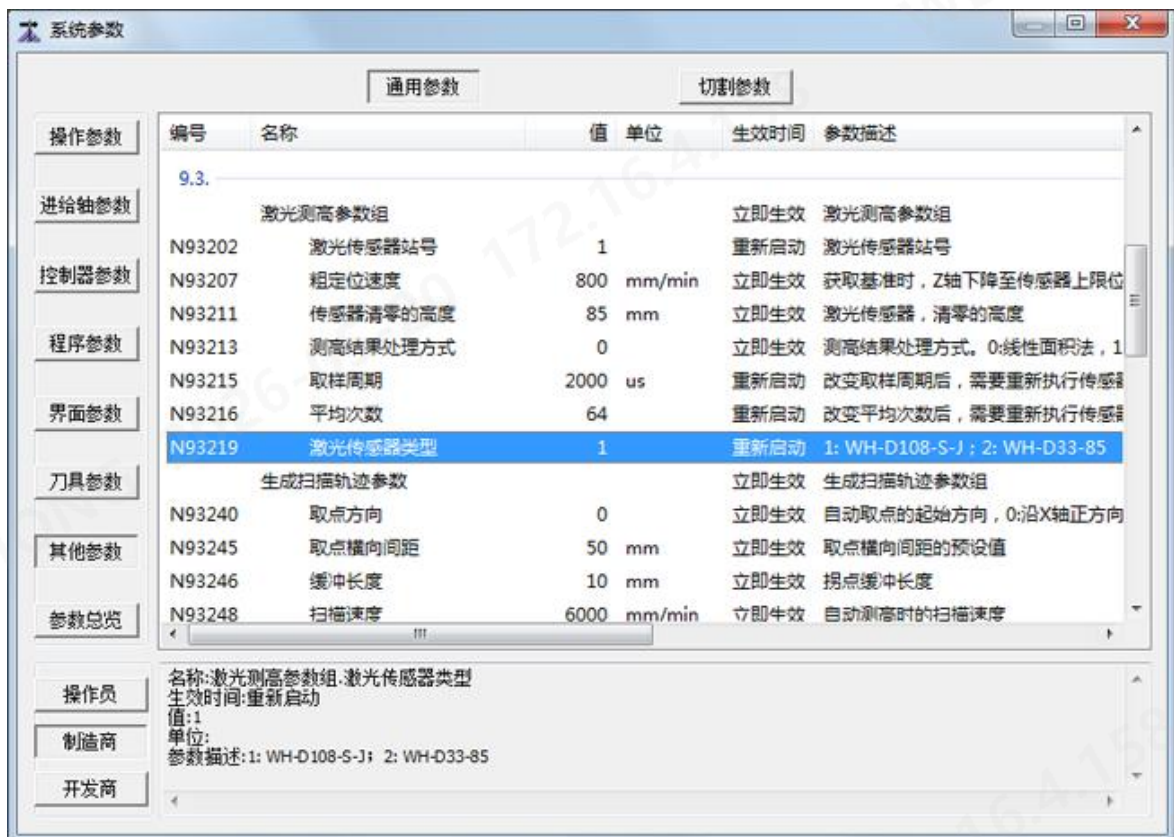 系统参数
通用参数 切割参数
操作参数
进给轴参数
控制器参数
程序参数
界面参数
刀具参数
其他参数
参数总览
操作员
制造商
开发商
编号 名称 值 单位 生效时间 参数描述
9.3.
激光测高参数组 立即生效 激光测高参数组
N93202 激光传感器站号 1 重新启动 激光传感器站号
N93207 粗定位速度 800 mm/min 立即生效 获取基准时，Z轴下降至传感器上限位
N93211 传感器清零的高度 85 mm 立即生效 激光传感器，清零的高度
N93213 测高结果处理方式 0 立即生效 测高结果处理方式。0:线性面积法，1
N93215 取样周期 2000 us 重新启动 改变取样周期后，需要重新执行传感器
N93216 平均次数 64 重新启动 改变平均次数后，需要重新执行传感器
N93219 激光传感器类型 1 重新启动 1: WH-D108-S-J；2: WH-D33-85
生成扫描轨迹参数 立即生效 生成扫描轨迹参数组
N93240 取点方向 0 立即生效 自动取点的起始方向，0:沿X轴正方向
N93245 取点横向间距 50 mm 立即生效 取点横向间距的预设值
N93246 缓冲长度 10 mm 立即生效 拐点缓冲长度
N93248 扫描速度 6000 mm/min 立即生效 自动测高时的扫描速度
名称:激光测高参数组.激光传感器类型
生效时间:重新启动
值:1
单位:
参数描述:1: WH-D108-S-J；2: WH-D33-85